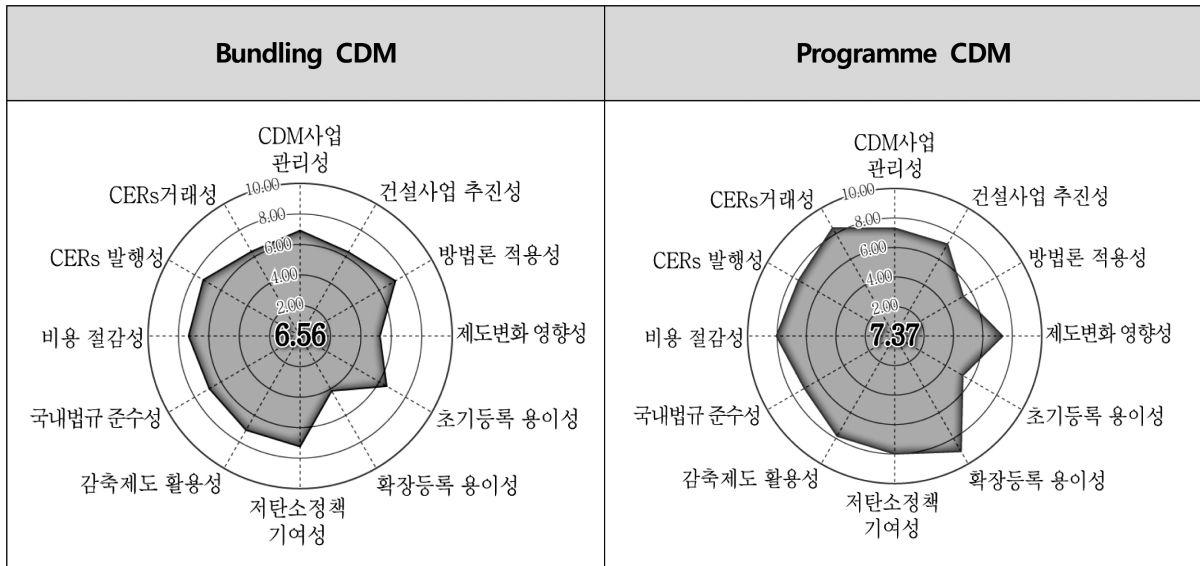 Bundling CDM
Programme CDM
CDM사업
관리성
건설사업 추진성
방법론 적용성
제도변화 영향성
초기등록 용이성
확장등록 용이성
저탄소정책
기여성
감축제도 활용성
국내법규 준수성
비용 절감성
CERs 발행성
CERs거래성
10.00
8.00
6.00
4.00
2.00
6.56
CDM사업
관리성
건설사업 추진성
방법론 적용성
제도변화 영향성
초기등록 용이성
확장등록 용이성
저탄소정책
기여성
감축제도 활용성
국내법규 준수성
비용 절감성
CERs 발행성
CERs거래성
10.00
8.00
6.00
4.00
2.00
7.37